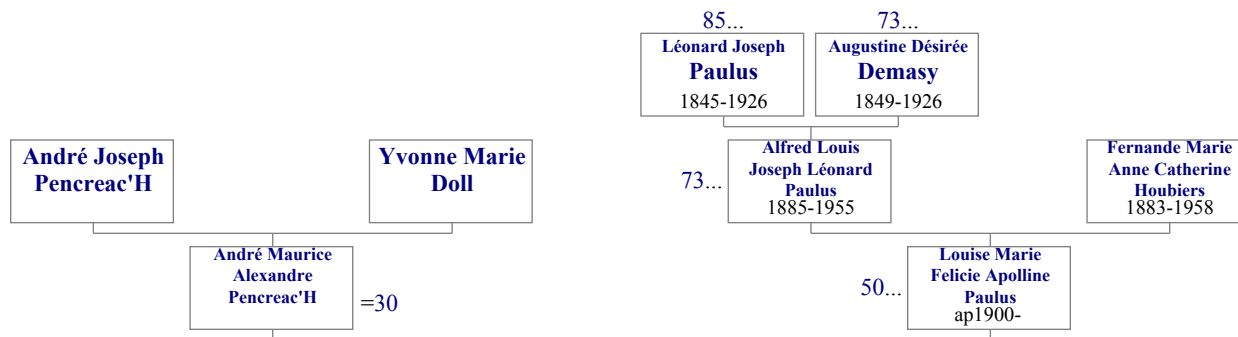 85...
73...
Léonard Joseph
Paulus
1845-1926
Augustine Désirée
Demasy
1849-1926
André Joseph
Pencreac'H
Yvonne Marie
Doll
73...
Alfred Louis
Joseph Léonard
Paulus
1885-1955
Fernande Marie
Anne Catherine
Houbiers
1883-1958
André Maurice
Alexandre
Pencreac'H
=30
50...
Louise Marie
Felicie Apolline
Paulus
ap1900-